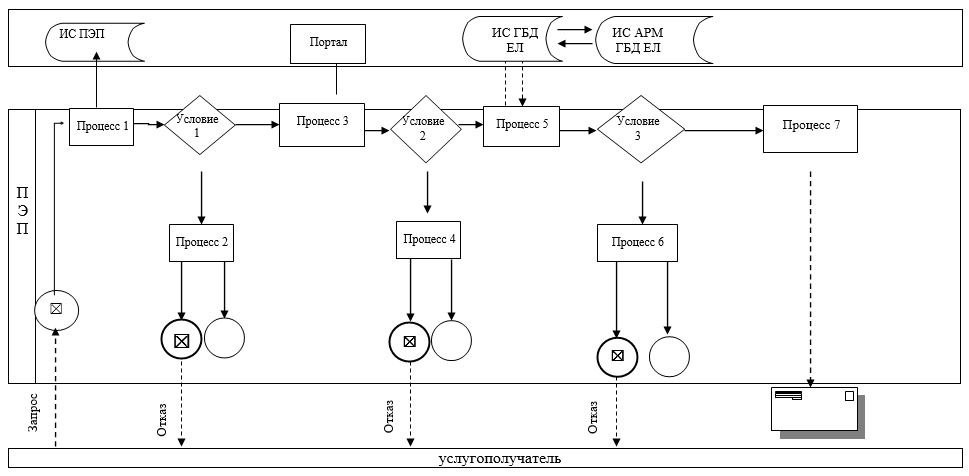 ИС ПЭП
Портал
ИС ГБД
ЕЛ
ИС АРМ
ГБД ЕЛ
Процесс 1
Условие
1
Процесс 3
Условие
2
Процесс 5
Условие
3
Процесс 7
П
Э
П
Процесс 2
Процесс 4
Процесс 6
Запрос
Отказ
Отказ
Отказ
услугополучатель